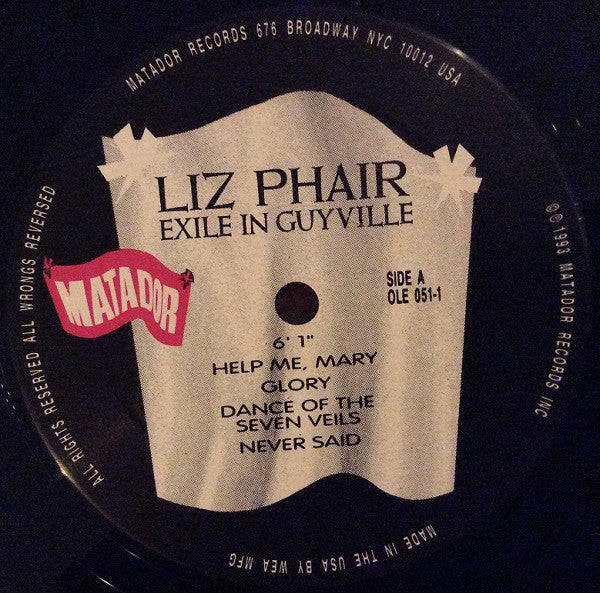 MATADOR RECORDS 676 BROADWAY NYC 10012 USA
LIZ PHAIR
EXILE IN GUYVILLE
MATADOR
SIDE A
OLE 051-1
6' 1"
HELP ME, MARY
GLORY
DANCE OF THE
SEVEN VEILS
NEVER SAID
ALL RIGHTS RESERVED ALL WRONGS REVERSED
©℗1993 MATADOR RECORDS INC
MADE IN THE USA BY WEA MFG